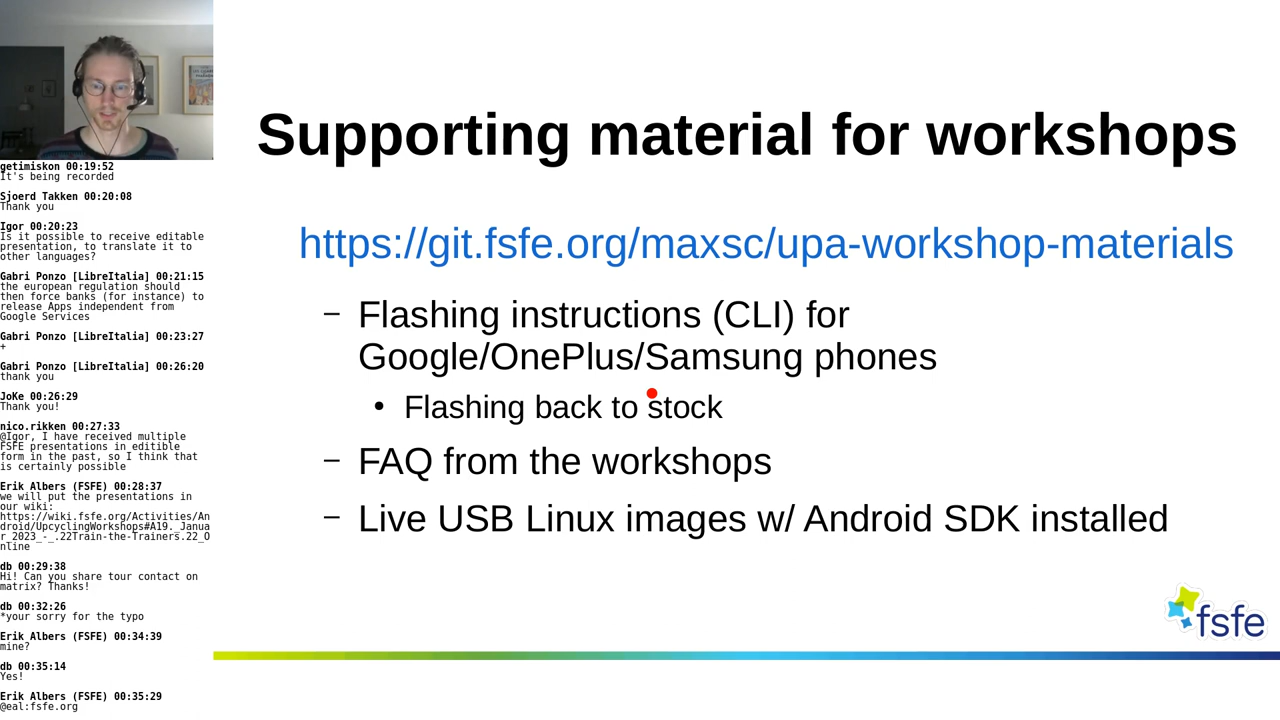 getimiskon 00:19:52
It's being recorded
Sjoerd Takken 00:20:08
Thank you
Igor 00:20:23
Is it possible to receive editable
presentation, to translate it to
other languages?
Gabri Ponzo [LibreItalia] 00:21:15
the european regulation should
then force banks (for instance) to
release Apps independent from
Google Services
Gabri Ponzo [LibreItalia] 00:23:27
+
Gabri Ponzo [LibreItalia] 00:26:20
thank you
JoKe 00:26:29
Thank you!
nico.rikken 00:27:33
@Igor, I have received multiple
FSFE presentations in editible
form in the past, so I think that
is certainly possible
Erik Albers (FSFE) 00:28:37
we will put the presentations in
our wiki:
https://wiki.fsfe.org/Activities/An
droid/UpcyclingWorkshops#A19._Janua
r_2023_-_.22Train-the-Trainers.22_O
nline
db 00:29:38
Hi! Can you share tour contact on
matrix? Thanks!
db 00:32:26
*your sorry for the typo
Erik Albers (FSFE) 00:34:39
mine?
db 00:35:14
Yes!
Erik Albers (FSFE) 00:35:29
@eal:fsfe.org
Supporting material for workshops
https://git.fsfe.org/maxsc/upa-workshop-materials
– Flashing instructions (CLI) for
Google/OnePlus/Samsung phones
• Flashing back to stock
– FAQ from the workshops
– Live USB Linux images w/ Android SDK installed
fsfe